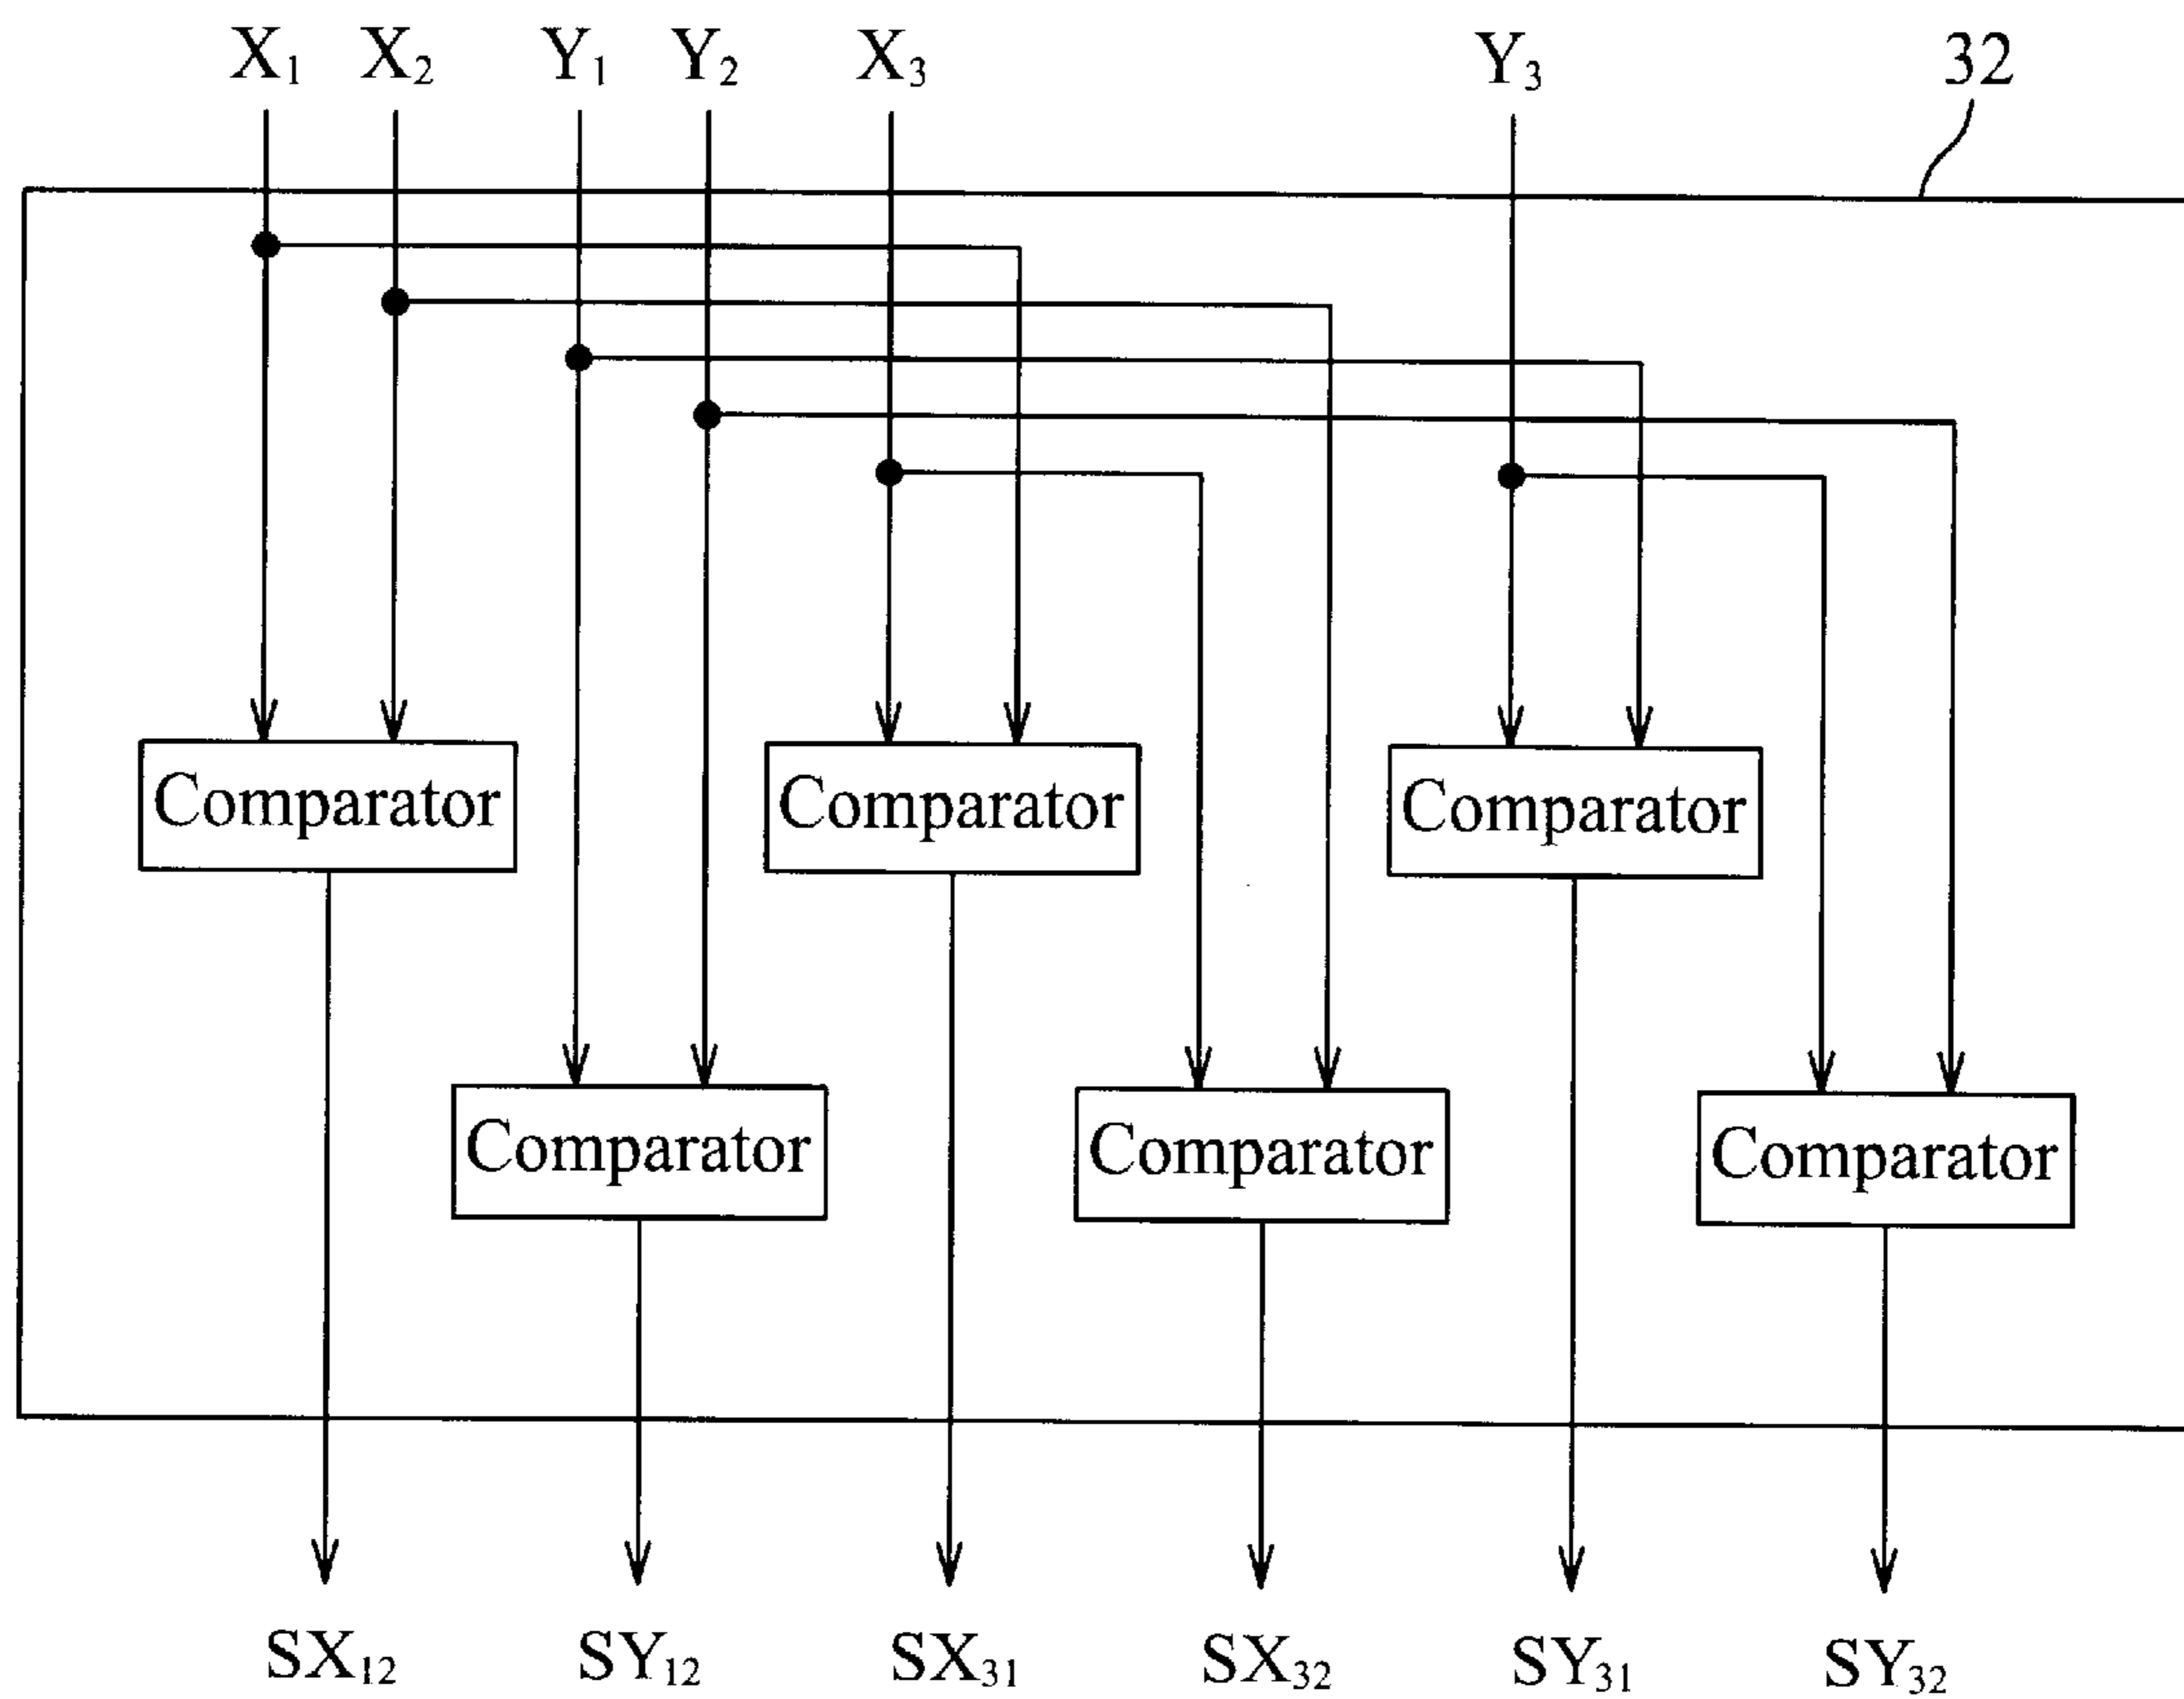 X₁ X₂ Y₁ Y₂ X₃ Y₃ 32
Comparator Comparator Comparator
Comparator Comparator Comparator
SX₁₂ SY₁₂ SX₃₁ SX₃₂ SY₃₁ SY₃₂